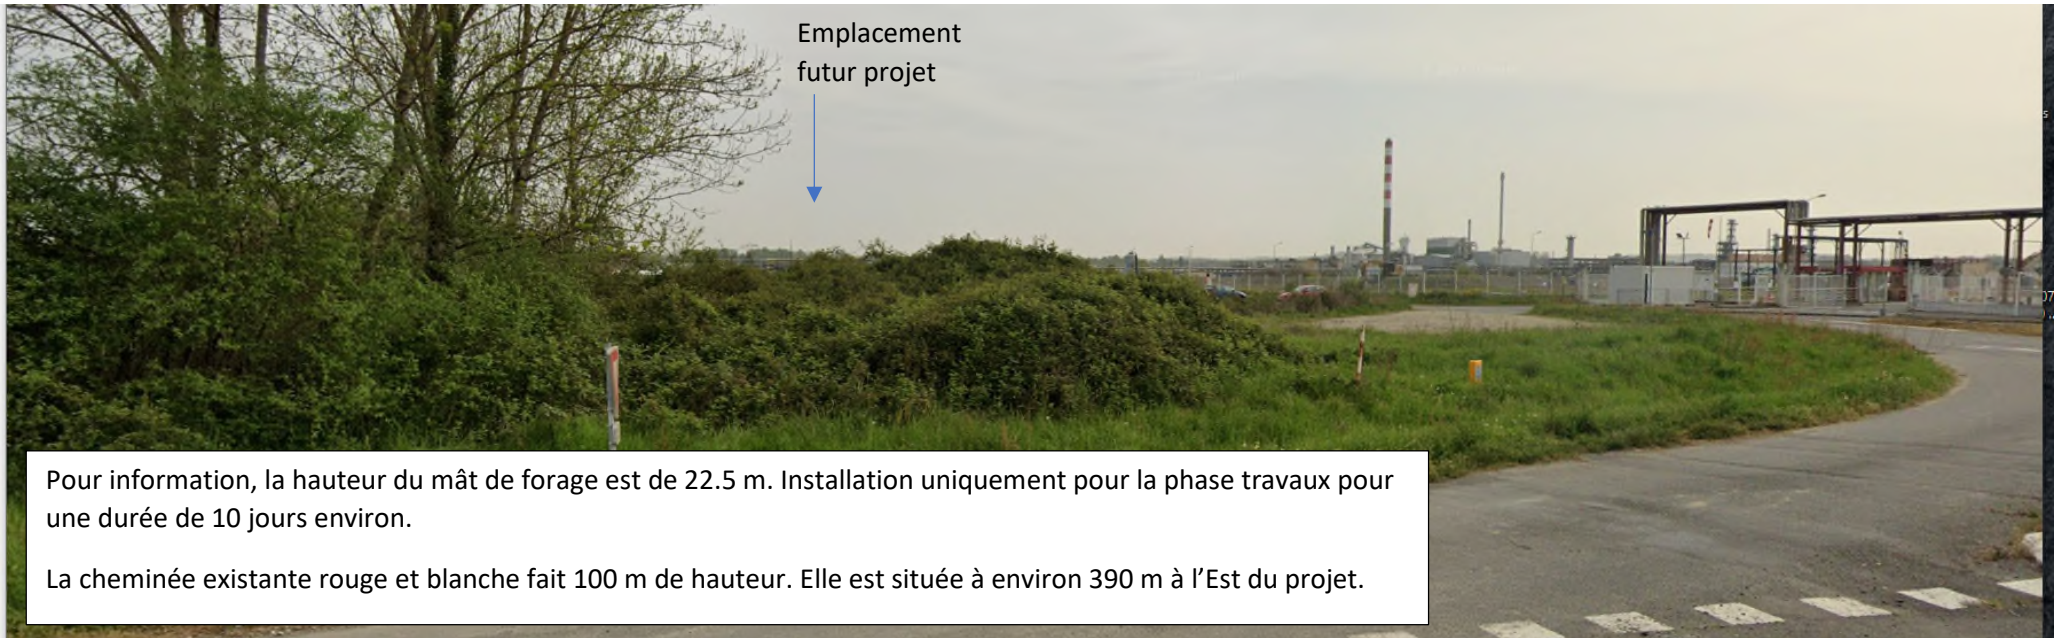 Emplacement
futur projet
s
07
Pour information, la hauteur du mât de forage est de 22.5 m. Installation uniquement pour la phase travaux pour
une durée de 10 jours environ.
La cheminée existante rouge et blanche fait 100 m de hauteur. Elle est située à environ 390 m à l’Est du projet.